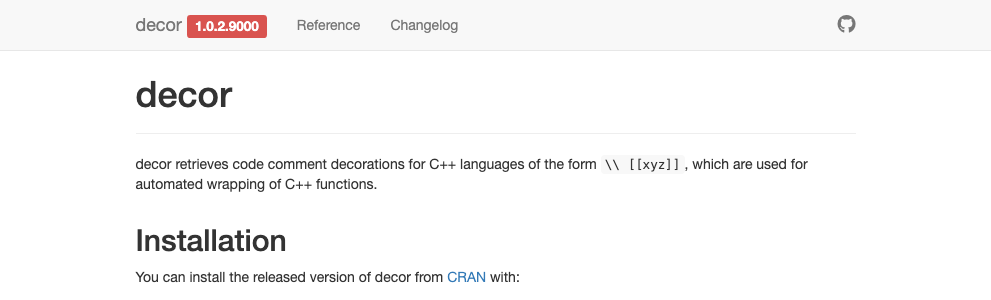 decor 1.0.2.9000 Reference Changelog
decor
decor retrieves code comment decorations for C++ languages of the form \\ [[xyz]], which are used for
automated wrapping of C++ functions.
Installation
You can install the released version of decor from CRAN with: